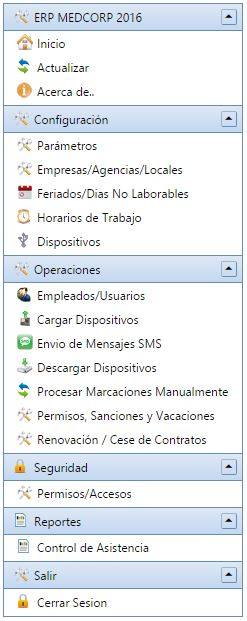 ERP MEDCORP 2016
Inicio
Actualizar
Acerca de..
Configuración
Parámetros
Empresas/Agencias/Locales
Feriados/Dias No Laborables
Horarios de Trabajo
Dispositivos
Operaciones
Empleados/Usuarios
Cargar Dispositivos
Envio de Mensajes SMS
Descargar Dispositivos
Procesar Marcaciones Manualmente
Permisos, Sanciones y Vacaciones
Renovación / Cese de Contratos
Seguridad
Permisos/Accesos
Reportes
Control de Asistencia
Salir
Cerrar Sesion